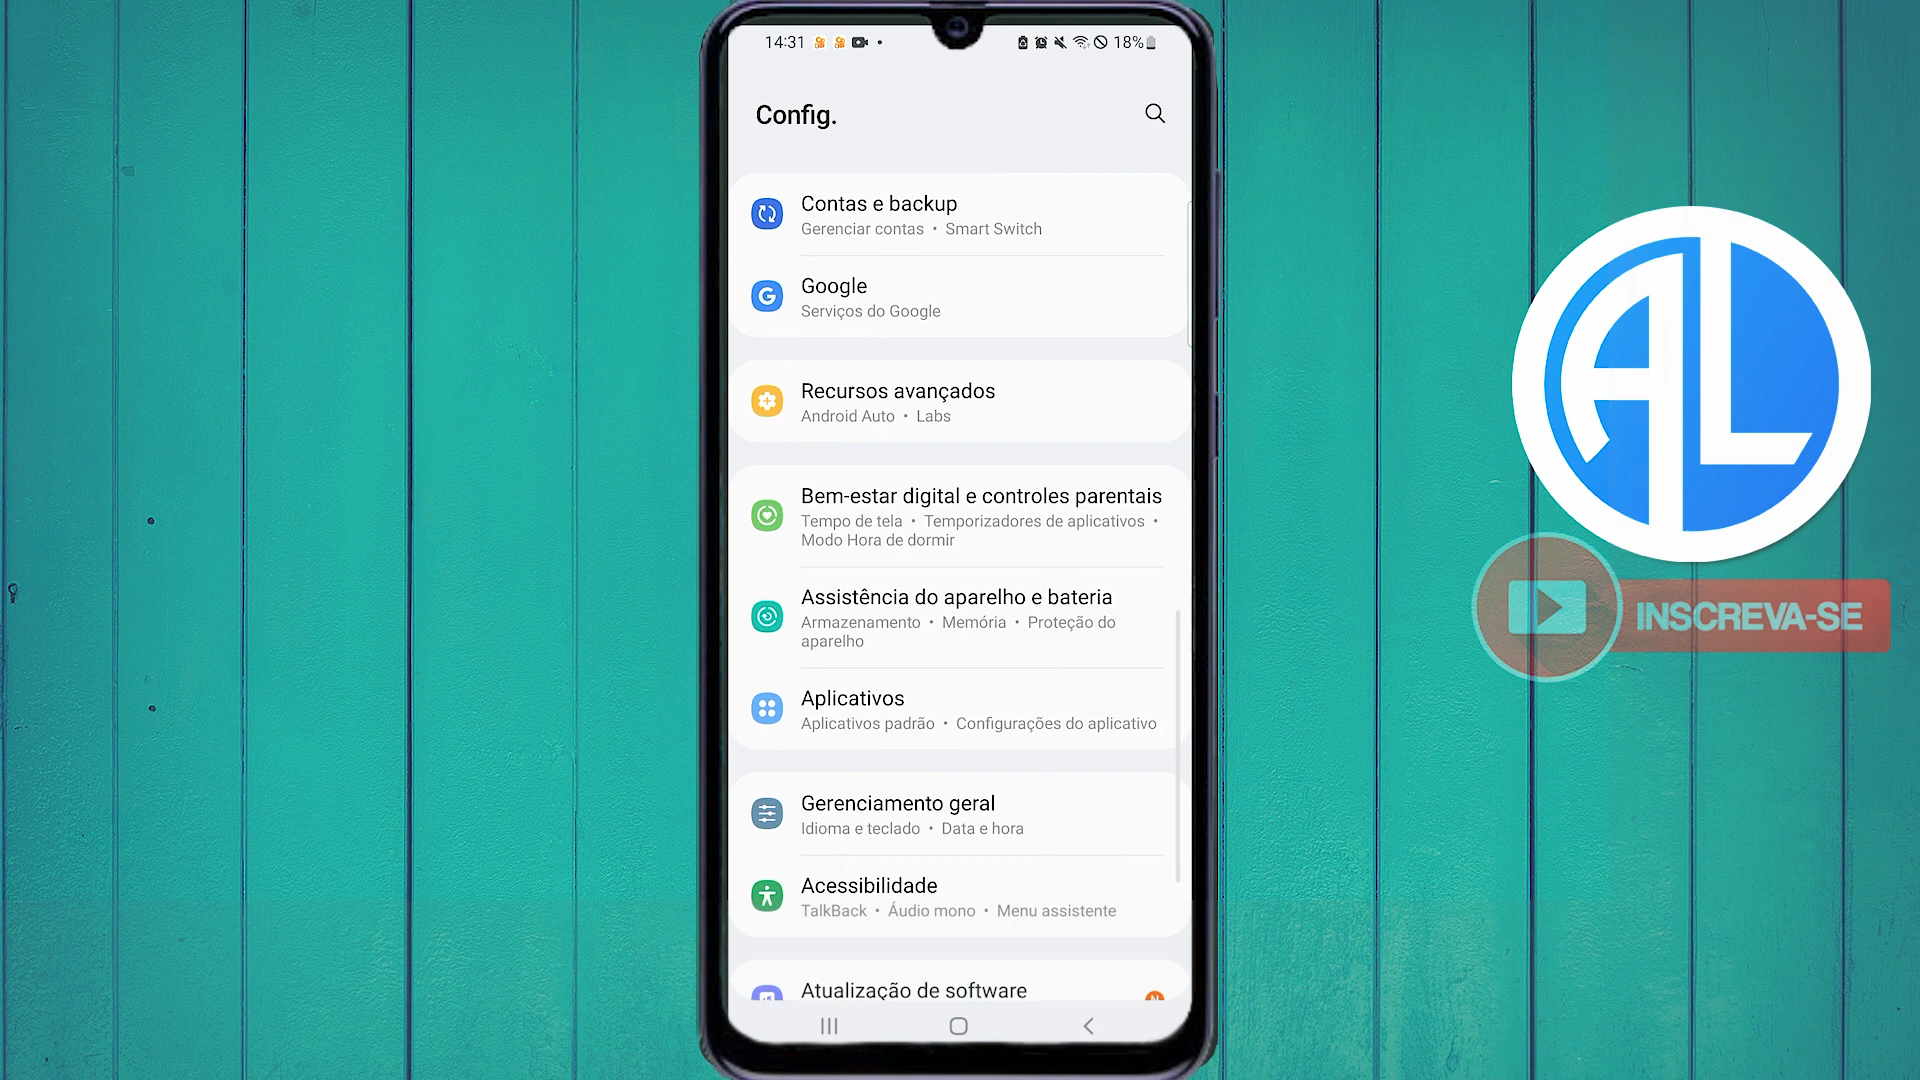 14:31
18%
Config.
Contas e backup
Gerenciar contas • Smart Switch
Google
Serviços do Google
Recursos avançados
Android Auto • Labs
Bem-estar digital e controles parentais
Tempo de tela • Temporizadores de aplicativos •
Modo Hora de dormir
Assistência do aparelho e bateria
Armazenamento • Memória • Proteção do
aparelho
Aplicativos
Aplicativos padrão • Configurações do aplicativo
Gerenciamento geral
Idioma e teclado • Data e hora
Acessibilidade
TalkBack • Áudio mono • Menu assistente
Atualização de software
N
AL
INSCREVA-SE